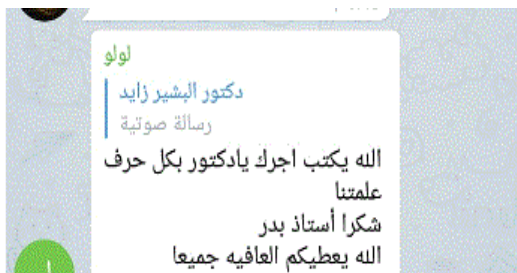 لولو
دكتور البشير زايد
رسالة صوتية
الله يكتب اجرك يادكتور بكل حرف
علمتنا
شكرا أستاذ بدر
الله يعطيكم العافيه جميعا